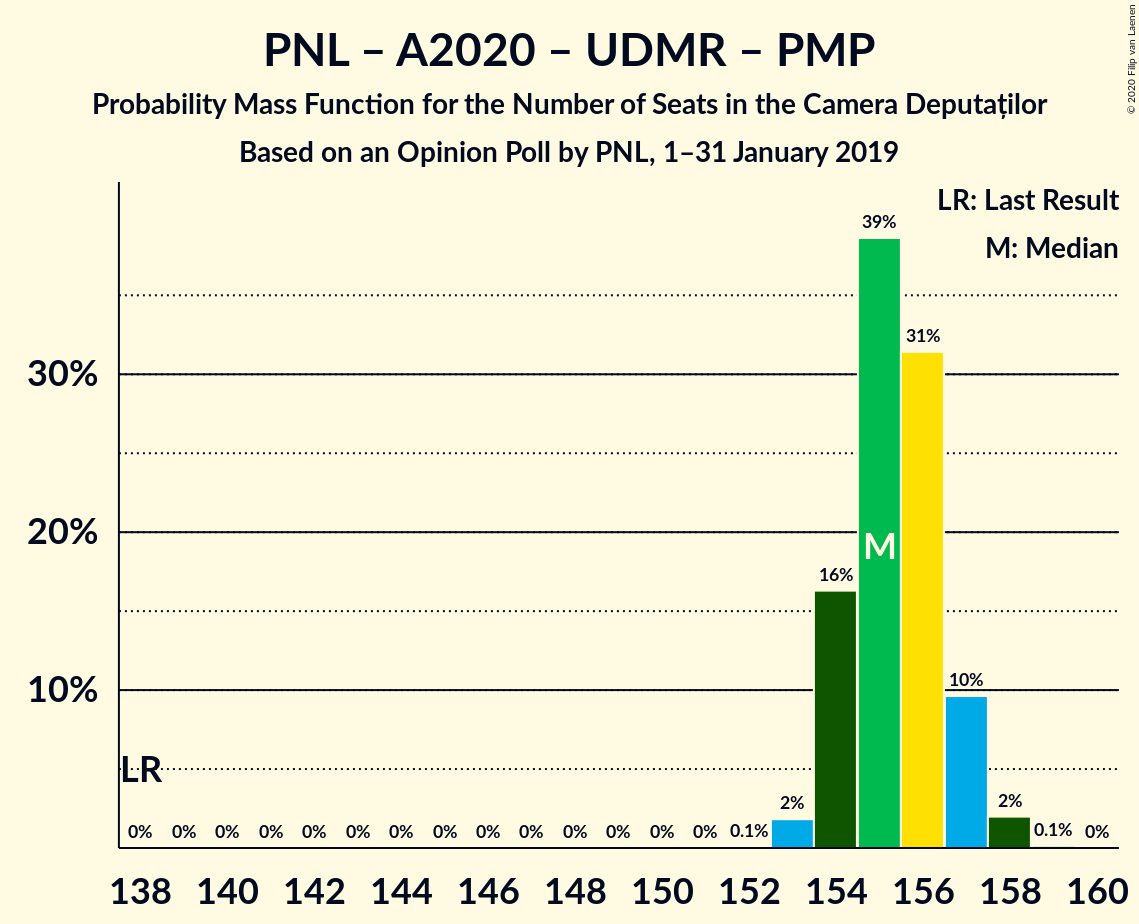 PNL – A2020 – UDMR – PMP
Probability Mass Function for the Number of Seats in the Camera Deputaților
Based on an Opinion Poll by PNL, 1–31 January 2019
© 2020 Filip van Laenen
LR: Last Result
M: Median
39%
31%
30%
20%
M
16%
10%
10%
LR
0% 0% 0% 0% 0% 0% 0% 0% 0% 0% 0% 0% 0% 0% 0.1% 2% 2% 0.1% 0%
138 140 142 144 146 148 150 152 154 156 158 160